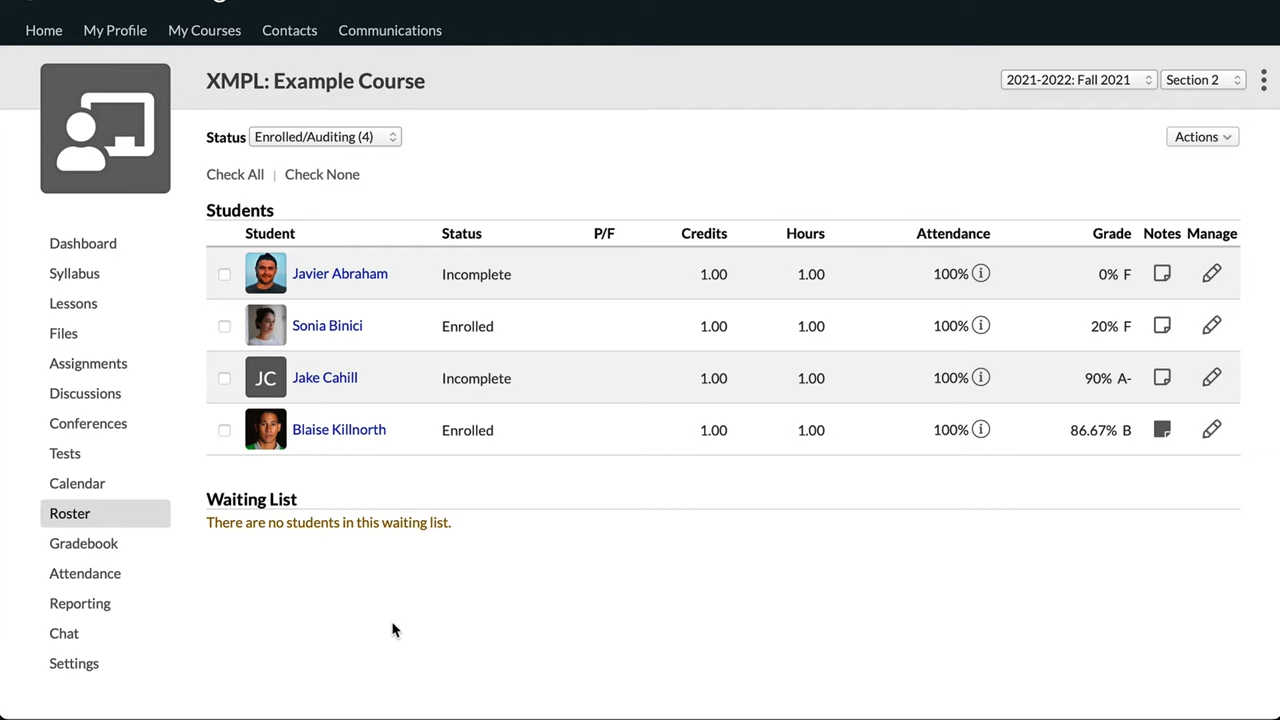 Home My Profile My Courses Contacts Communications
XMPL: Example Course 2021-2022: Fall 2021 Section 2
Status Enrolled/Auditing (4) Actions
Check All | Check None
Students
Student Status P/F Credits Hours Attendance Grade Notes Manage
Javier Abraham Incomplete 1.00 1.00 100% 0% F
Sonia Binici Enrolled 1.00 1.00 100% 20% F
JC Jake Cahill Incomplete 1.00 1.00 100% 90% A-
Blaise Killnorth Enrolled 1.00 1.00 100% 86.67% B
Waiting List
There are no students in this waiting list.
Dashboard
Syllabus
Lessons
Files
Assignments
Discussions
Conferences
Tests
Calendar
Roster
Gradebook
Attendance
Reporting
Chat
Settings